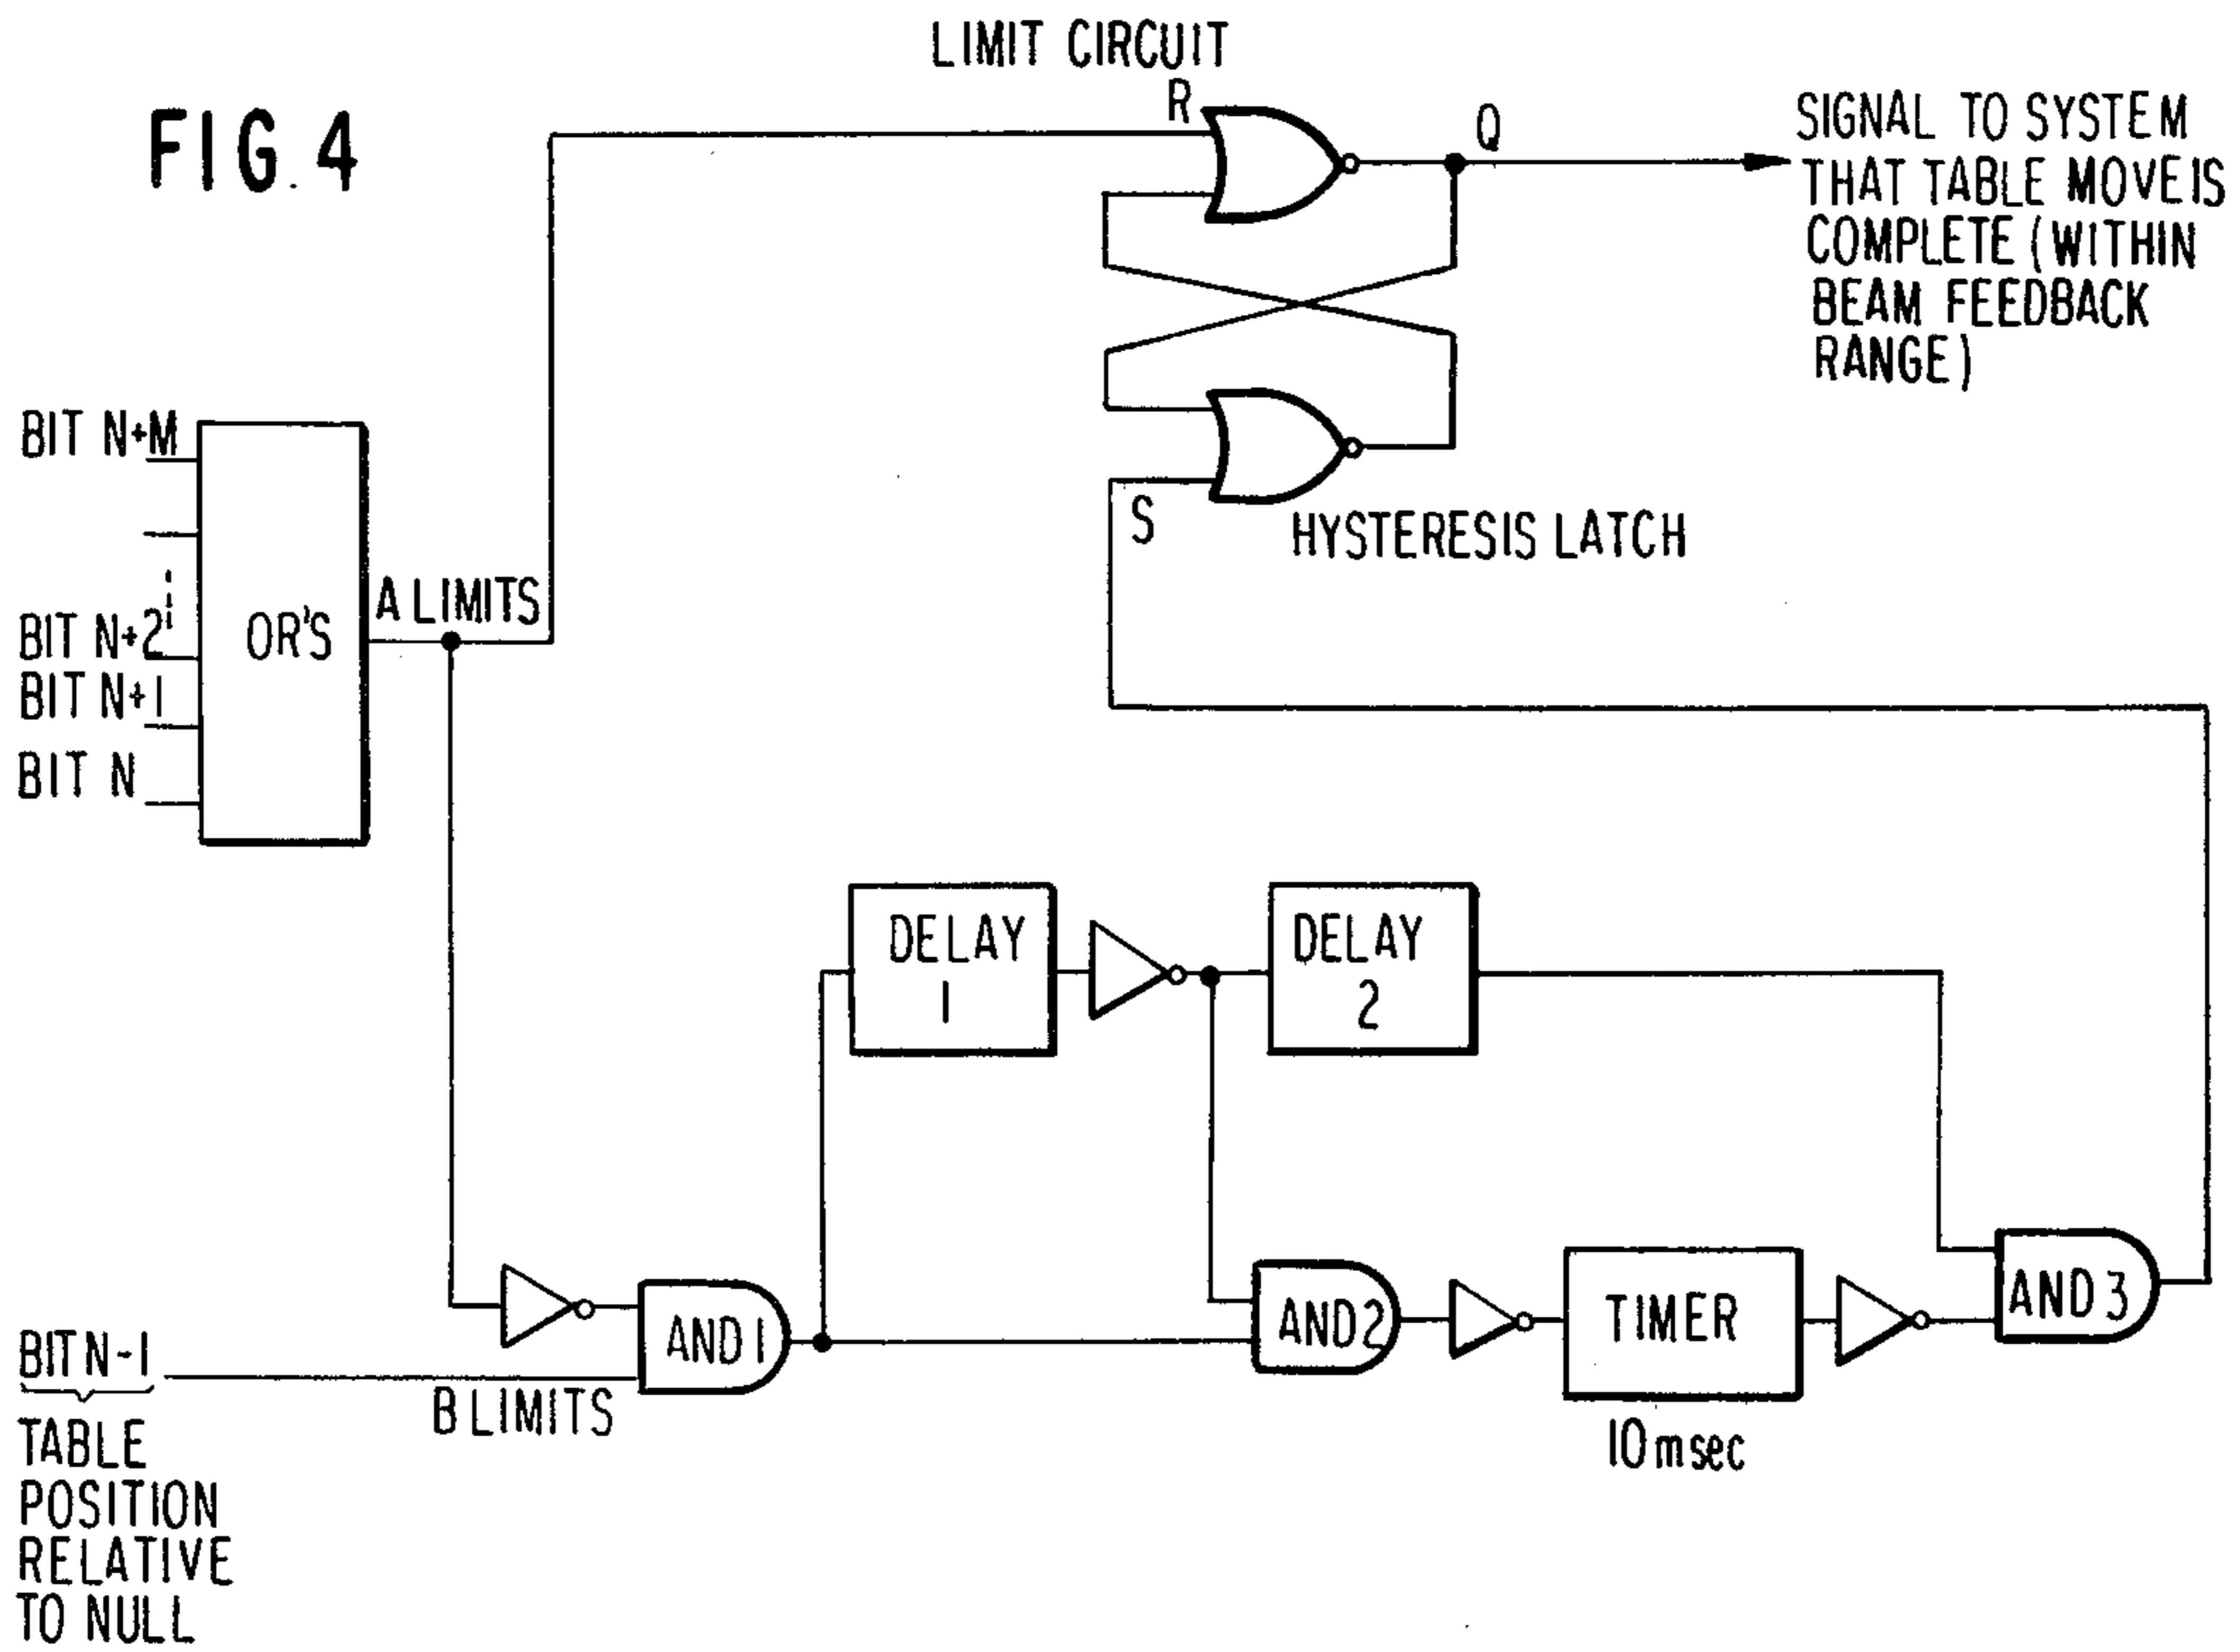 LIMIT CIRCUIT
FIG. 4
R
Q
SIGNAL TO SYSTEM
THAT TABLE MOVE IS
COMPLETE (WITHIN
BEAM FEEDBACK
RANGE)
S
HYSTERESIS LATCH
BIT N+M
BIT N+2
BIT N+1
BIT N
OR'S
A LIMITS
DELAY
1
DELAY
2
AND 1
AND 2
TIMER
10 msec
AND 3
BIT N-1
B LIMITS
TABLE
POSITION
RELATIVE
TO NULL